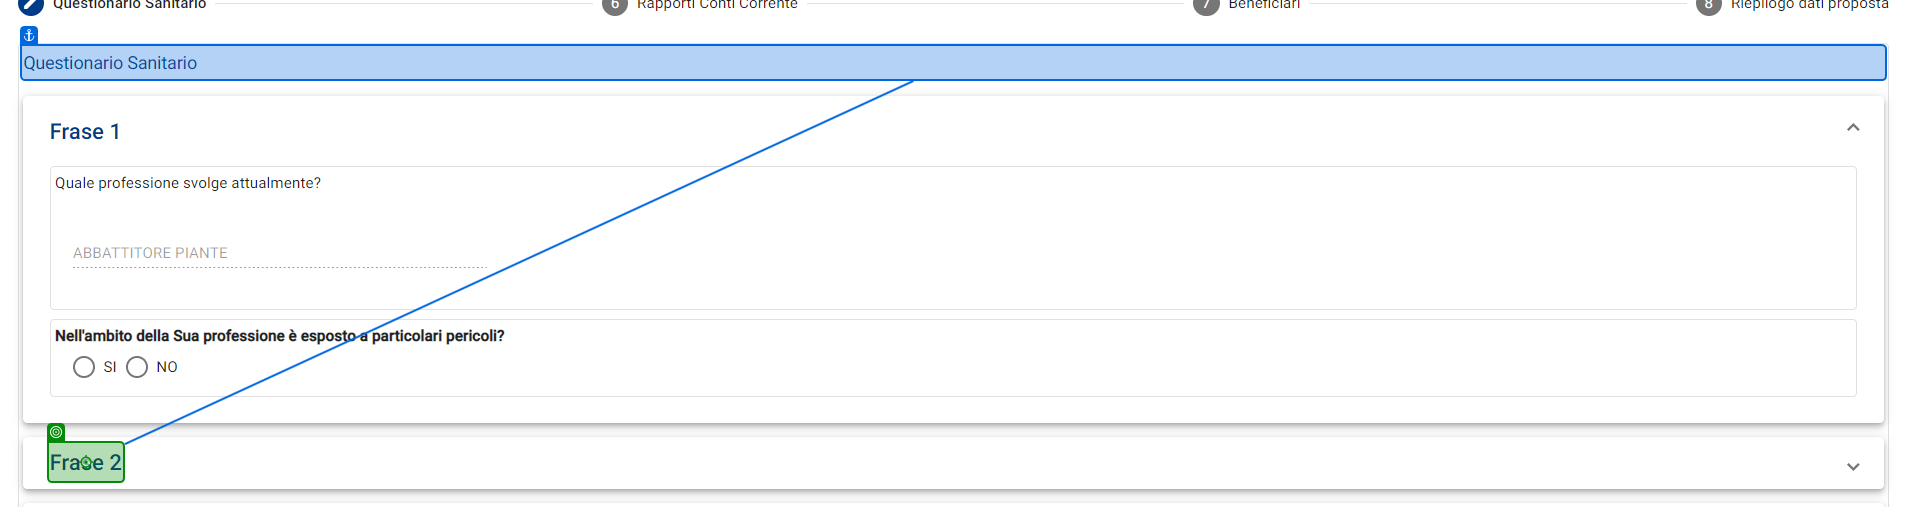 Questionario Sanitario
6 Rapporti Conti Corrente
7 Beneficiari
8 Riepilogo dati proposta
Questionario Sanitario
Frase 1
Quale professione svolge attualmente?
ABBATTITORE PIANTE
Nell'ambito della Sua professione è esposto a particolari pericoli?
SI NO
Frase 2